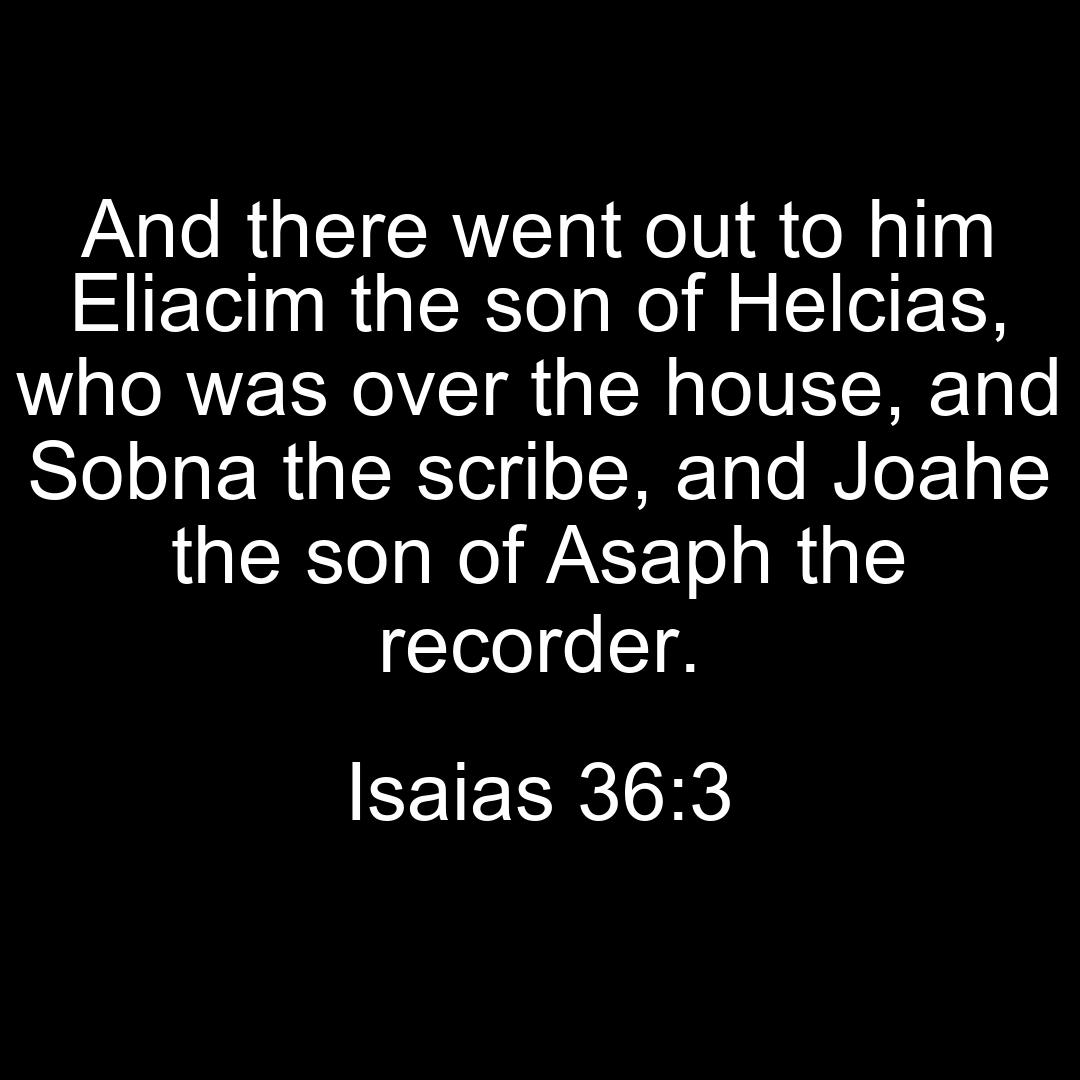 And there went out to him
Eliacim the son of Helcias,
who was over the house, and
Sobna the scribe, and Joahe
the son of Asaph the
recorder.
Isaias 36:3